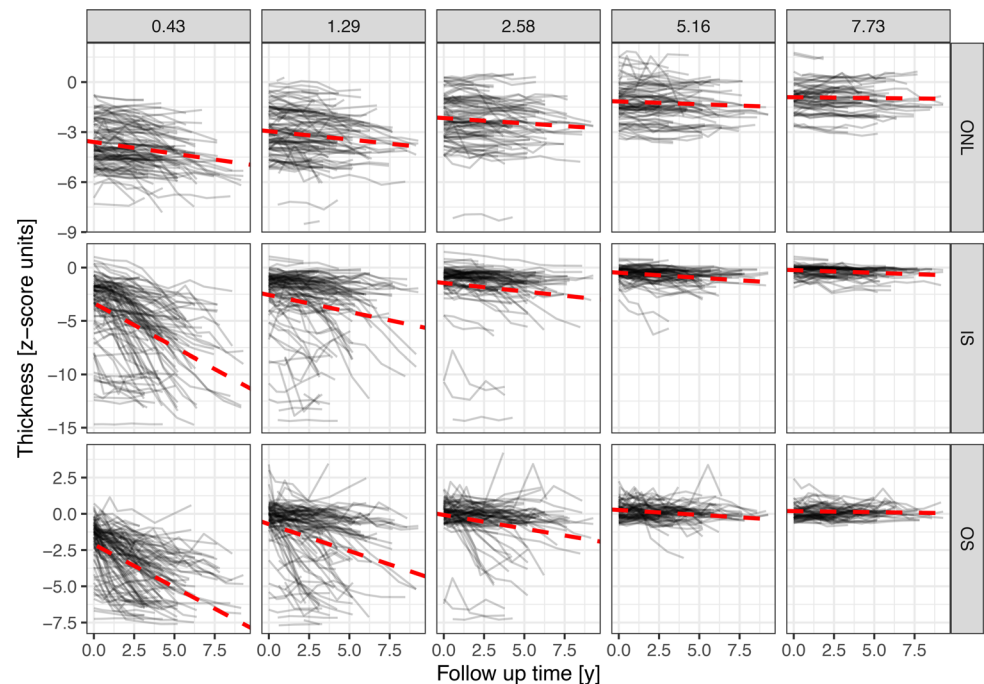 0.43 1.29 2.58 5.16 7.73
0
−3
−6
−9
ONL
0
−5
−10
−15
IS
2.5
0.0
−2.5
−5.0
−7.5
OS
0.0 2.5 5.0 7.5 0.0 2.5 5.0 7.5 0.0 2.5 5.0 7.5 0.0 2.5 5.0 7.5 0.0 2.5 5.0 7.5
Thickness [z−score units]
Follow up time [y]